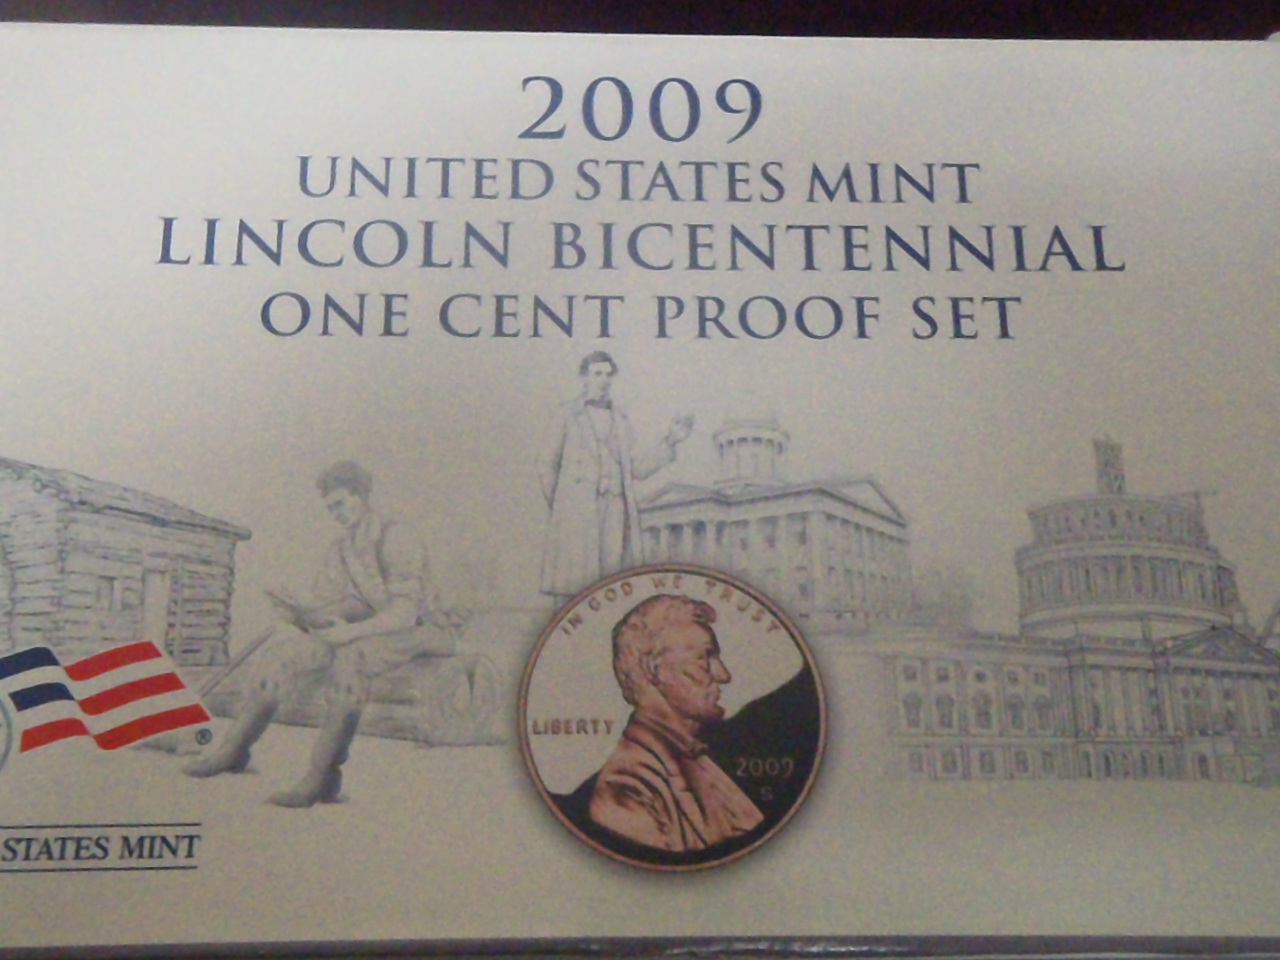 2009
UNITED STATES MINT
LINCOLN BICENTENNIAL
ONE CENT PROOF SET
IN GOD WE TRUST
LIBERTY
2009
S
®
STATES MINT